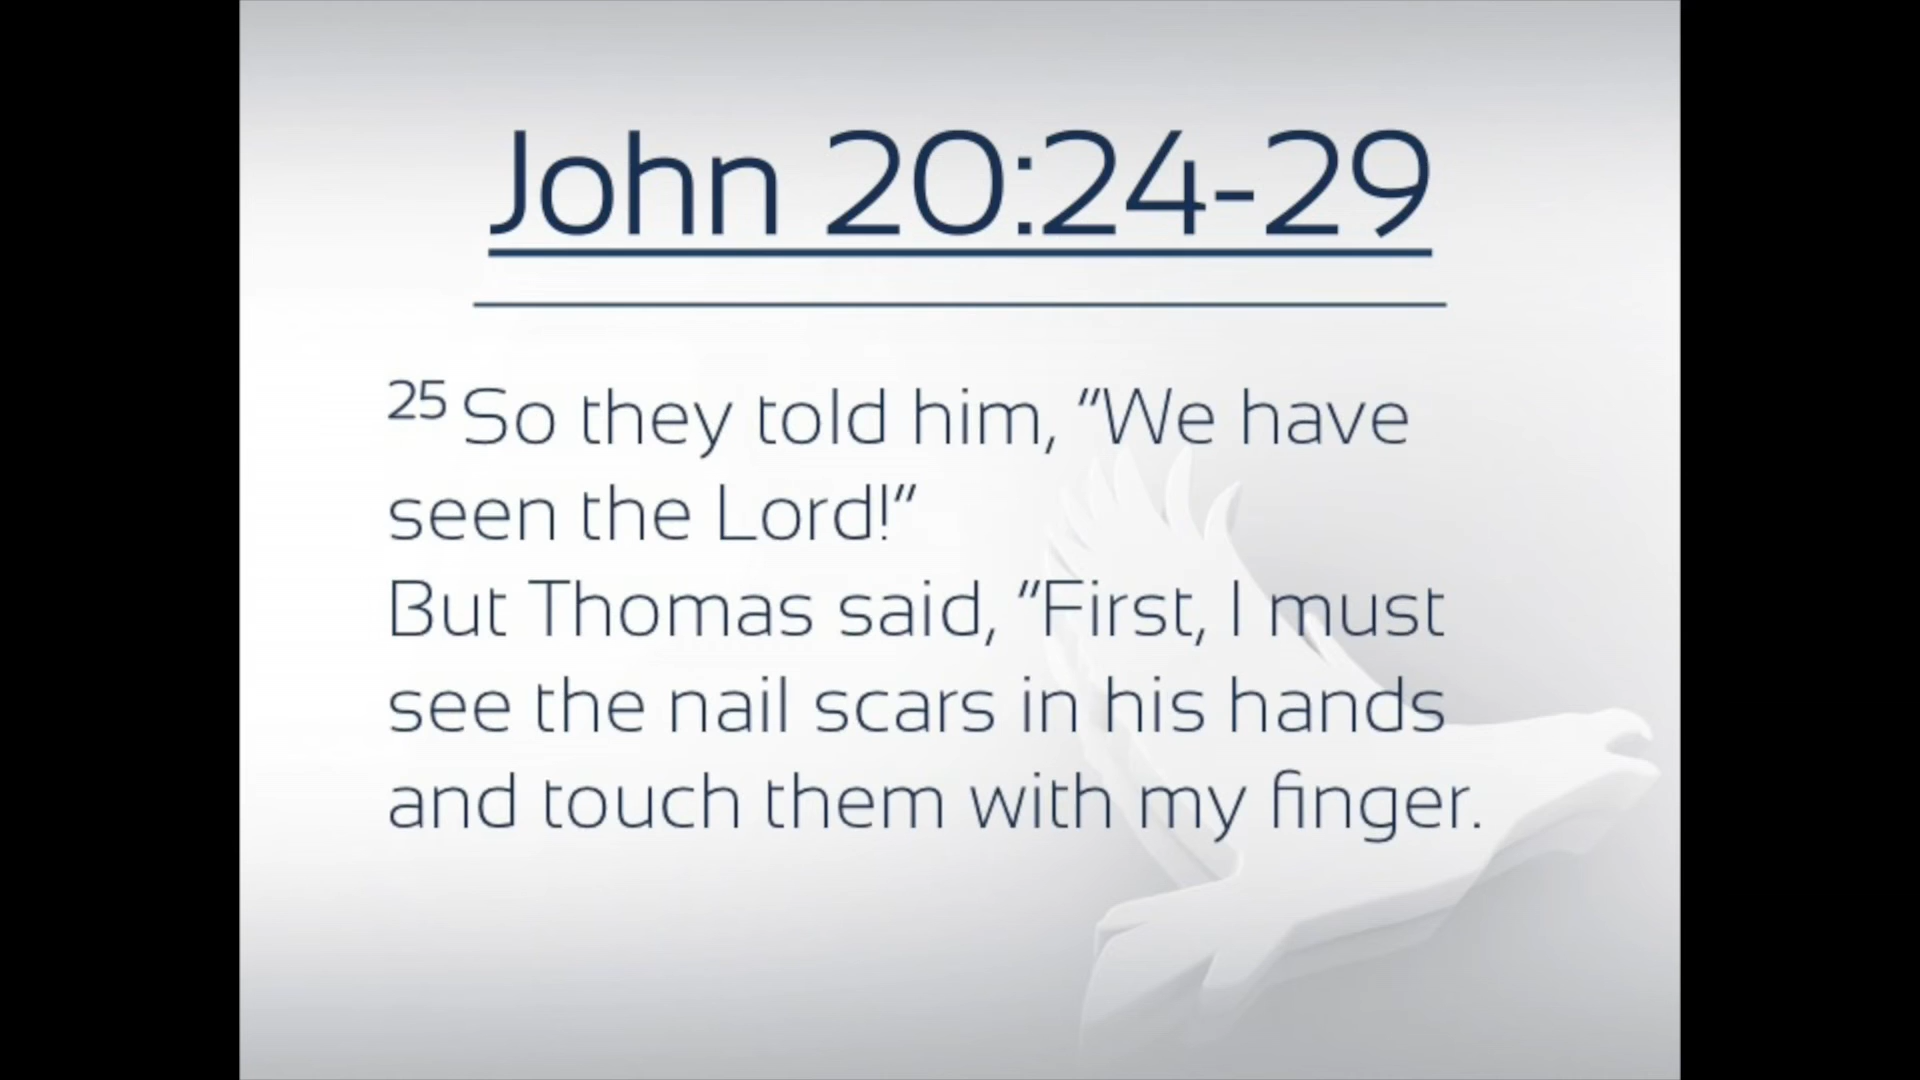 John 20:24-29
25 So they told him, “We have
seen the Lord!”
But Thomas said, “First, I must
see the nail scars in his hands
and touch them with my finger.